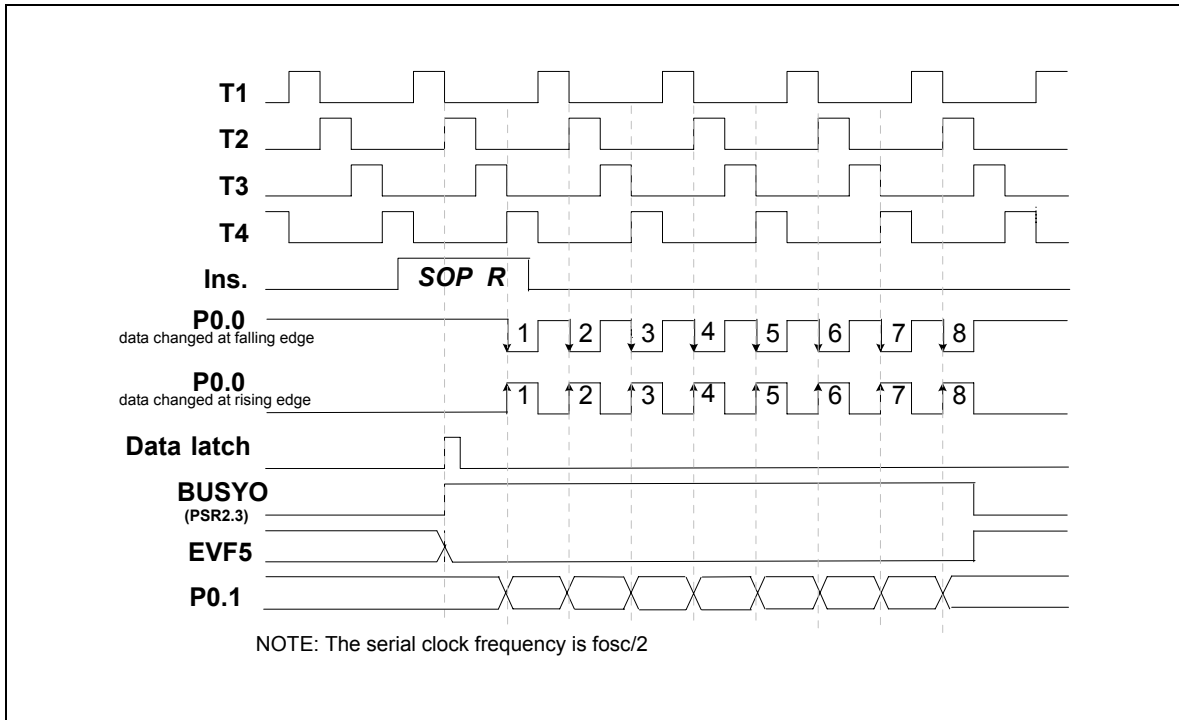 T1
T2
T3
T4
Ins. SOP R
P0.0 1 2 3 4 5 6 7 8
data changed at falling edge
P0.0 1 2 3 4 5 6 7 8
data changed at rising edge
Data latch
BUSYO
(PSR2.3)
EVF5
P0.1
NOTE: The serial clock frequency is fosc/2